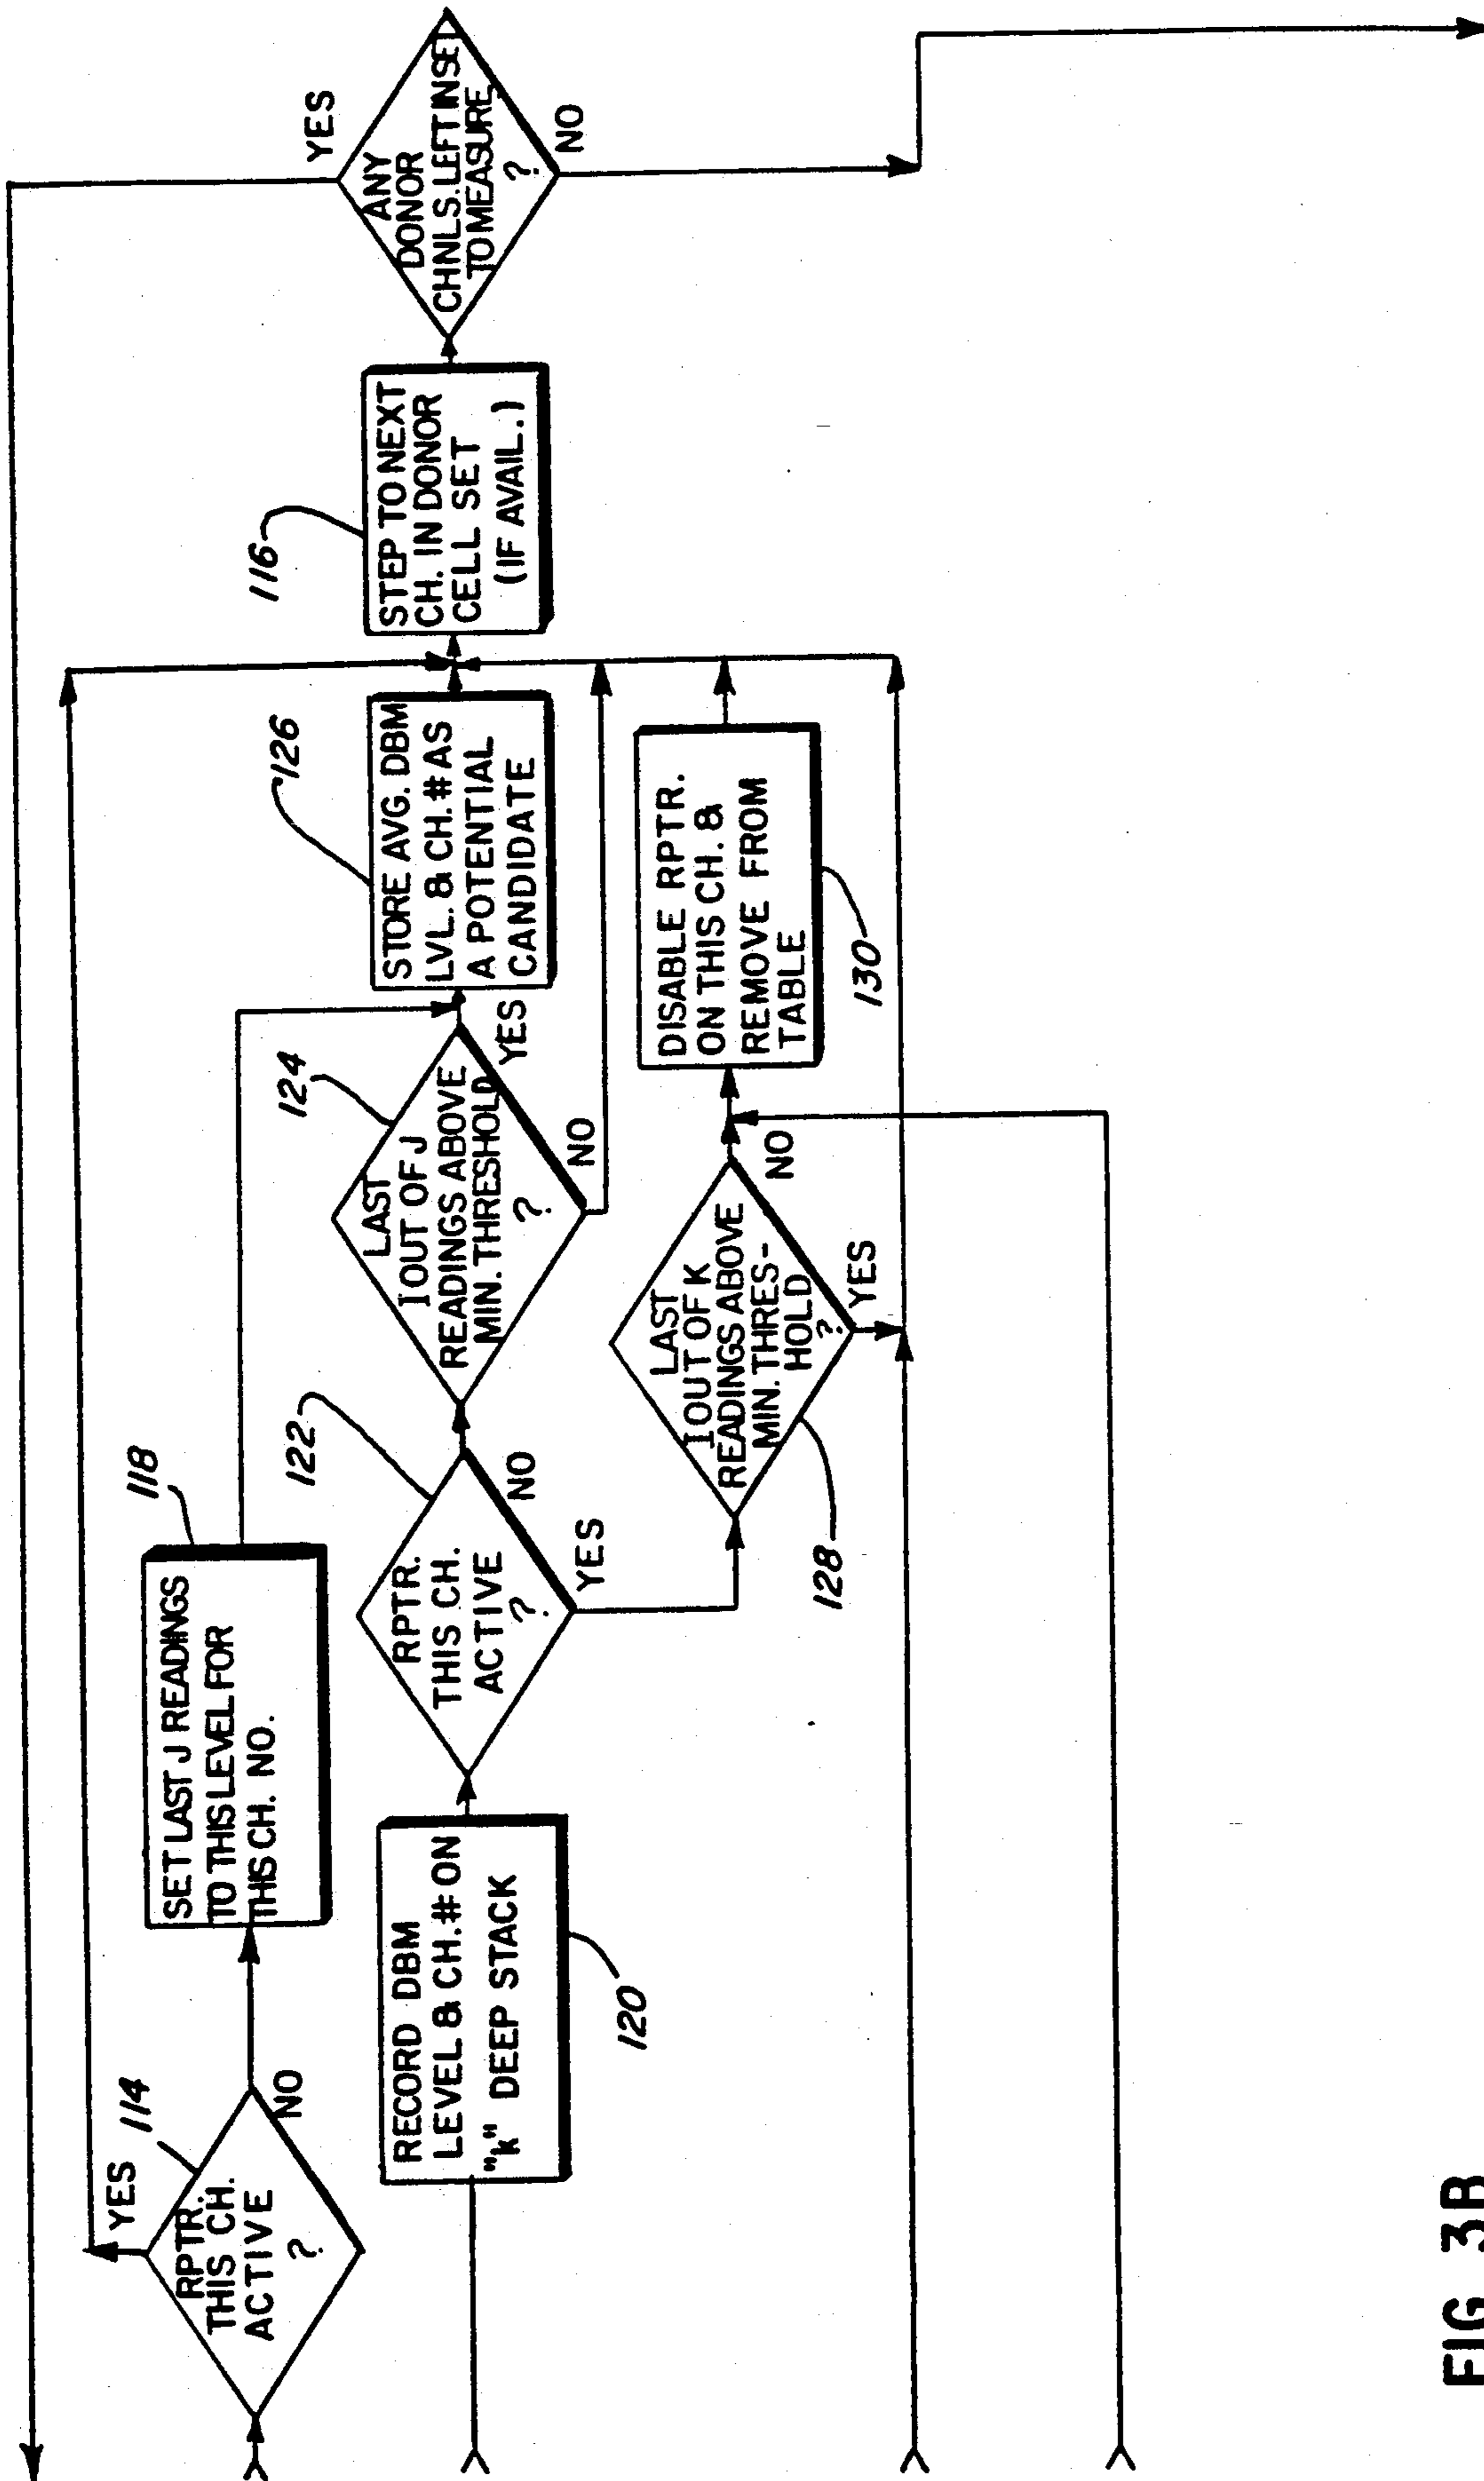 YES
114
RPTR.
THIS CH.
ACTIVE
?
NO
118
SET LAST J READINGS
TO THIS LEVEL FOR
THIS CH. NO.
RECORD DBM
LEVEL & CH.# ON
"k" DEEP STACK
120
122
RPTR.
THIS CH.
ACTIVE
?
NO
YES
124
LAST
I OUT OF J
READINGS ABOVE
MIN. THRESHOLD
?
YES
NO
126
STORE AVG. DBM
LVL. & CH.# AS
A POTENTIAL
CANDIDATE
LAST
I OUT OF K
READINGS ABOVE
MIN. THRES-
HOLD
?
128
NO
YES
DISABLE RPTR.
ON THIS CH. &
REMOVE FROM
TABLE
130
116
STEP TO NEXT
CH. IN DONOR
CELL SET
(IF AVAIL.)
YES
ANY
DONOR
CHNLS. LEFT IN SE
TO MEASURE
?
NO
FIG. 3B